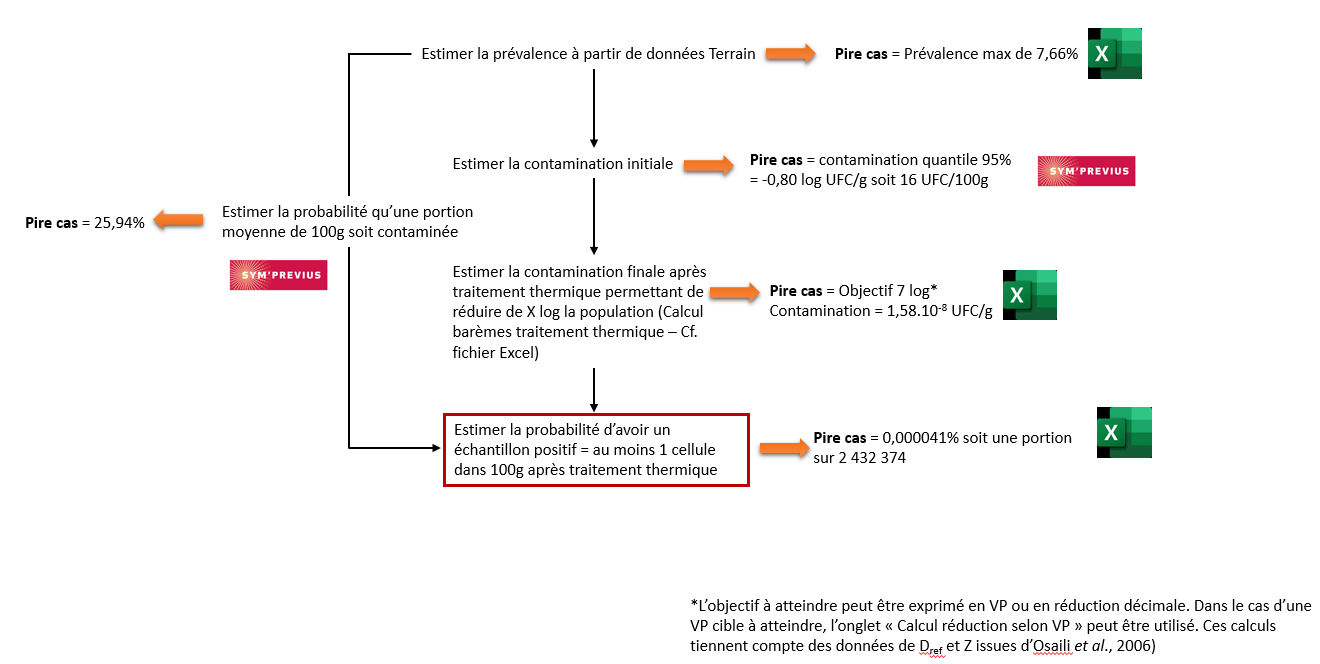 Estimer la prévalence à partir de données Terrain
Pire cas = Prévalence max de 7,66%
X
Estimer la contamination initiale
Pire cas = contamination quantile 95%
= -0,80 log UFC/g soit 16 UFC/100g
SYM'PREVIUS
Pire cas = 25,94%
Estimer la probabilité qu’une portion
moyenne de 100g soit contaminée
SYM'PREVIUS
Estimer la contamination finale après
traitement thermique permettant de
réduire de X log la population (Calcul
barèmes traitement thermique – Cf.
fichier Excel)
Pire cas = Objectif 7 log*
Contamination = 1,58.10⁻⁸ UFC/g
X
Estimer la probabilité d’avoir un
échantillon positif = au moins 1 cellule
dans 100g après traitement thermique
Pire cas = 0,000041% soit une portion
sur 2 432 374
X
*L’objectif à atteindre peut être exprimé en VP ou en réduction décimale. Dans le cas d’une
VP cible à atteindre, l’onglet « Calcul réduction selon VP » peut être utilisé. Ces calculs
tiennent compte des données de Dref et Z issues d’Osaili et al., 2006)